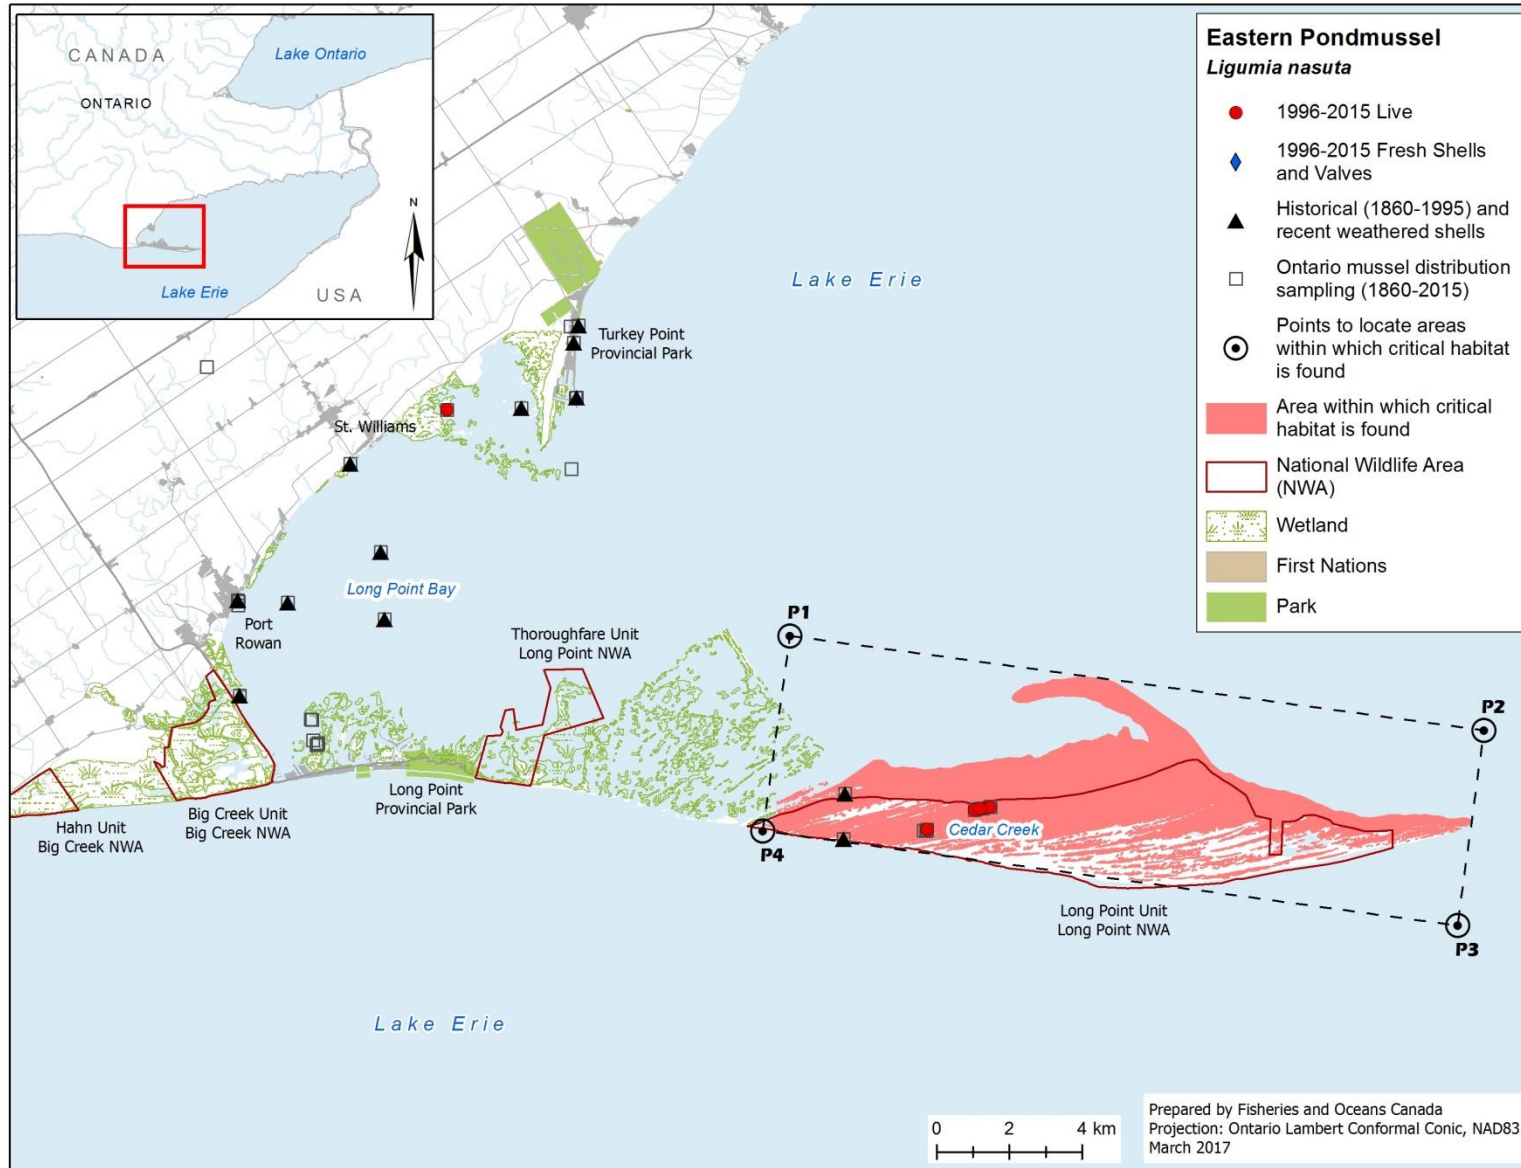 CANADA
Lake Ontario
ONTARIO
N
Lake Erie
USA
Eastern Pondmussel
Ligumia nasuta
1996-2015 Live
1996-2015 Fresh Shells
and Valves
Historical (1860-1995) and
recent weathered shells
Ontario mussel distribution
sampling (1860-2015)
Points to locate areas
within which critical habitat
is found
Area within which critical
habitat is found
National Wildlife Area
(NWA)
Wetland
First Nations
Park
Lake Erie
Turkey Point
Provincial Park
St. Williams
Long Point Bay
Port
Rowan
Thoroughfare Unit
Long Point NWA
P1
P2
Hahn Unit
Big Creek NWA
Big Creek Unit
Big Creek NWA
Long Point
Provincial Park
P4
Cedar Creek
Long Point Unit
Long Point NWA
P3
Lake Erie
0 2 4 km
Prepared by Fisheries and Oceans Canada
Projection: Ontario Lambert Conformal Conic, NAD83
March 2017